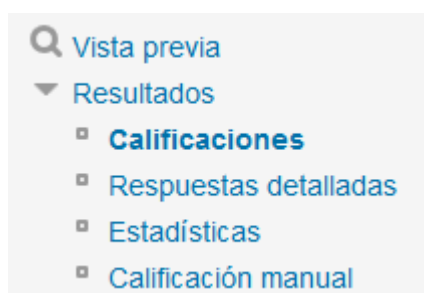 Vista previa
Resultados
Calificaciones
Respuestas detalladas
Estadísticas
Calificación manual